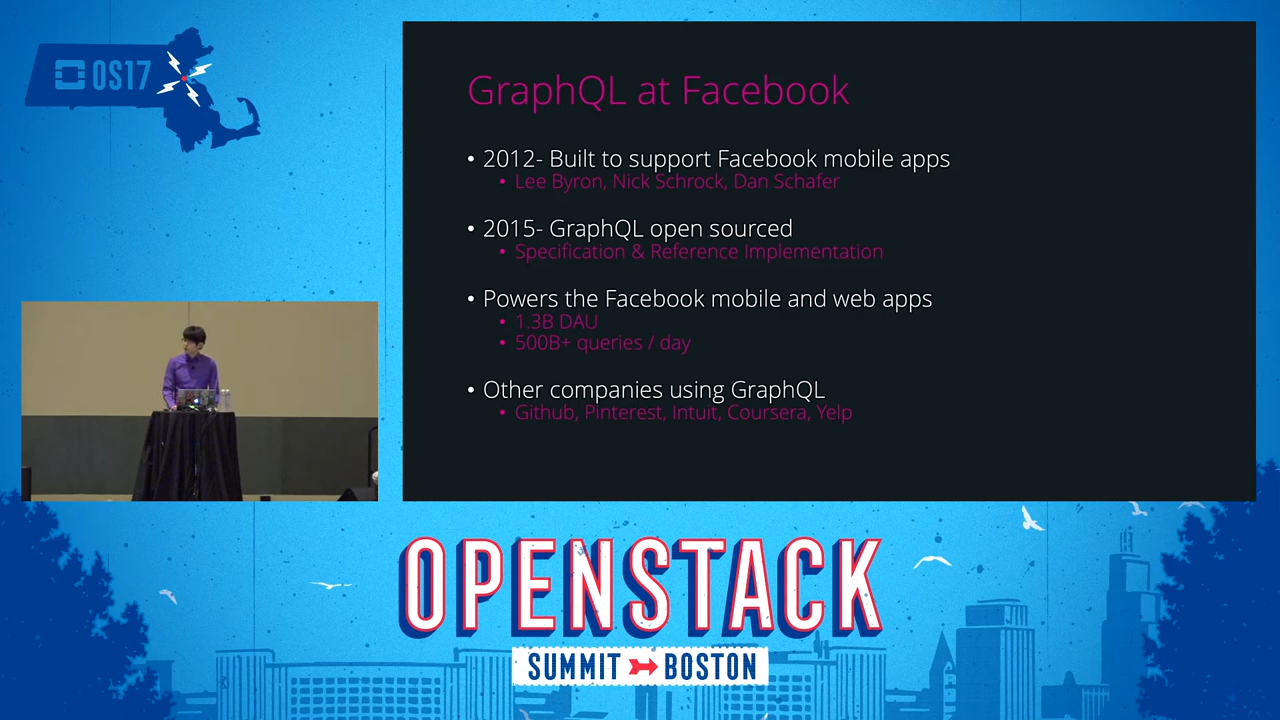 OS17
GraphQL at Facebook
• 2012- Built to support Facebook mobile apps
• Lee Byron, Nick Schrock, Dan Schafer
• 2015- GraphQL open sourced
• Specification & Reference Implementation
• Powers the Facebook mobile and web apps
• 1.3B DAU
• 500B+ queries / day
• Other companies using GraphQL
• Github, Pinterest, Intuit, Coursera, Yelp
OPENSTACK
SUMMIT BOSTON